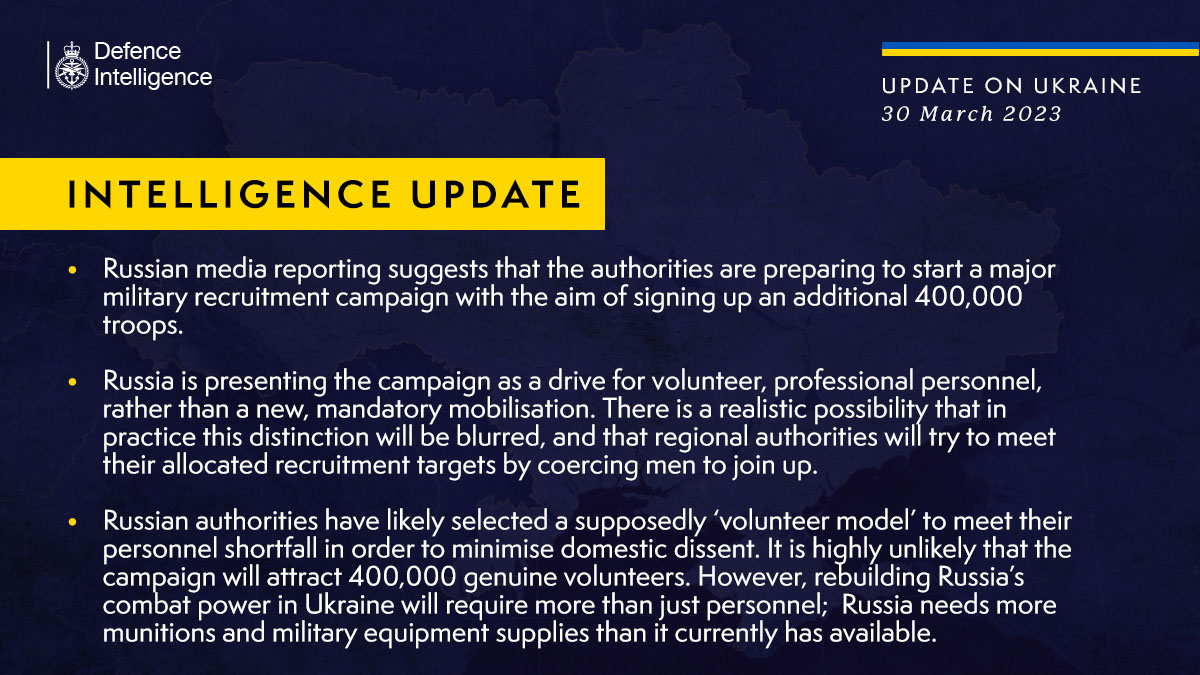 Defence
Intelligence
UPDATE ON UKRAINE
30 March 2023
INTELLIGENCE UPDATE
• Russian media reporting suggests that the authorities are preparing to start a major
military recruitment campaign with the aim of signing up an additional 400,000
troops.
• Russia is presenting the campaign as a drive for volunteer, professional personnel,
rather than a new, mandatory mobilisation. There is a realistic possibility that in
practice this distinction will be blurred, and that regional authorities will try to meet
their allocated recruitment targets by coercing men to join up.
• Russian authorities have likely selected a supposedly ‘volunteer model’ to meet their
personnel shortfall in order to minimise domestic dissent. It is highly unlikely that the
campaign will attract 400,000 genuine volunteers. However, rebuilding Russia’s
combat power in Ukraine will require more than just personnel;  Russia needs more
munitions and military equipment supplies than it currently has available.